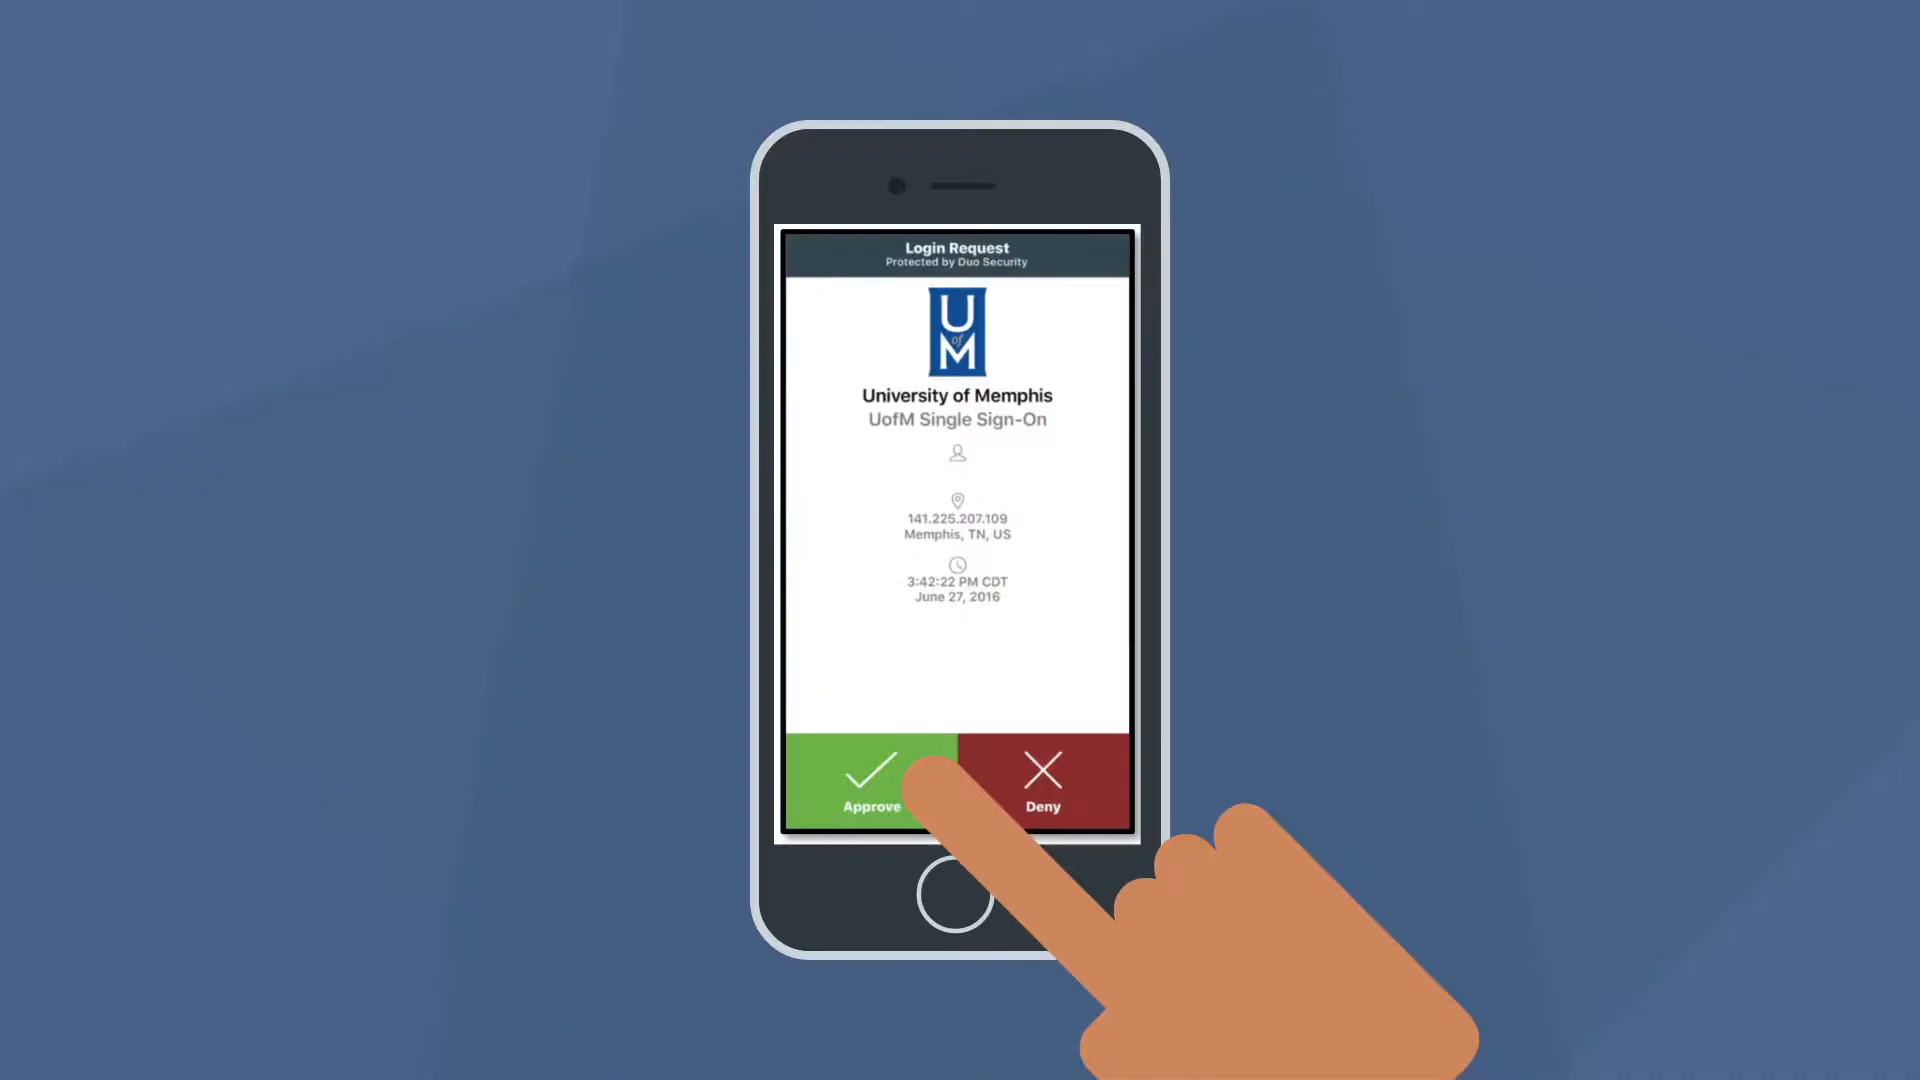 Login Request
Protected by Duo Security
U
of
M
University of Memphis
UofM Single Sign-On
141.225.207.109
Memphis, TN, US
3:42:22 PM CDT
June 27, 2016
Approve
Deny